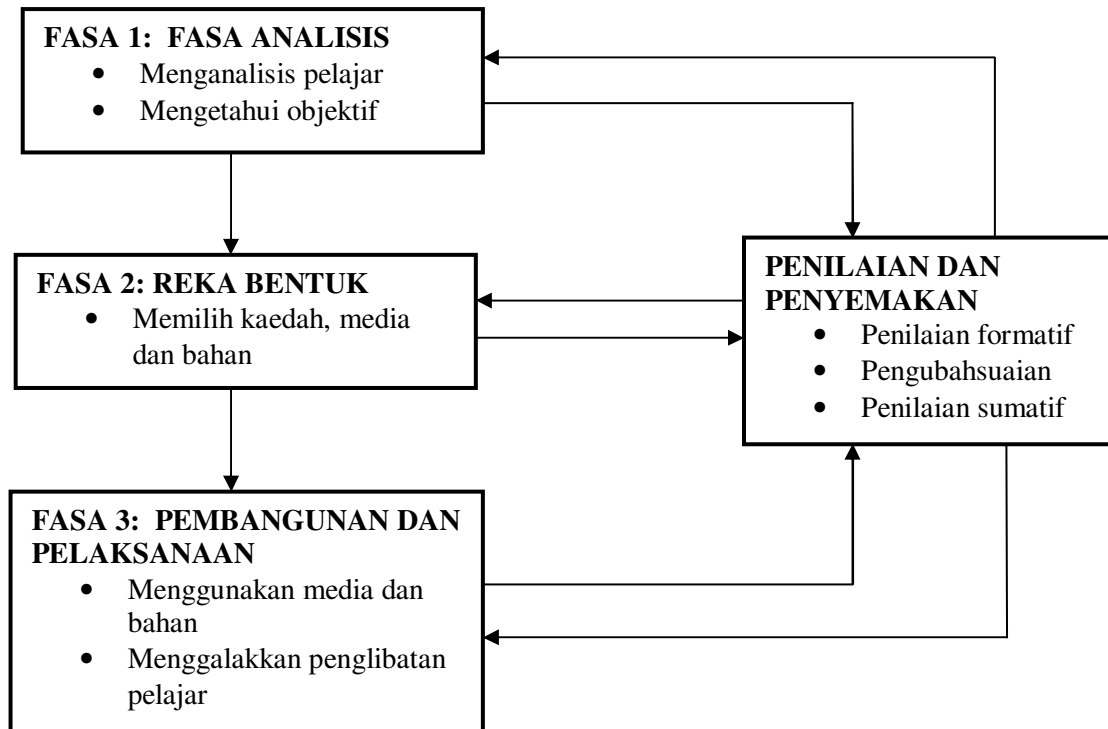 FASA 1:  FASA ANALISIS
• Menganalisis pelajar
• Mengetahui objektif
FASA 2: REKA BENTUK
• Memilih kaedah, media
dan bahan
PENILAIAN DAN
PENYEMAKAN
• Penilaian formatif
• Pengubahsuaian
• Penilaian sumatif
FASA 3:  PEMBANGUNAN DAN
PELAKSANAAN
• Menggunakan media dan
bahan
• Menggalakkan penglibatan
pelajar